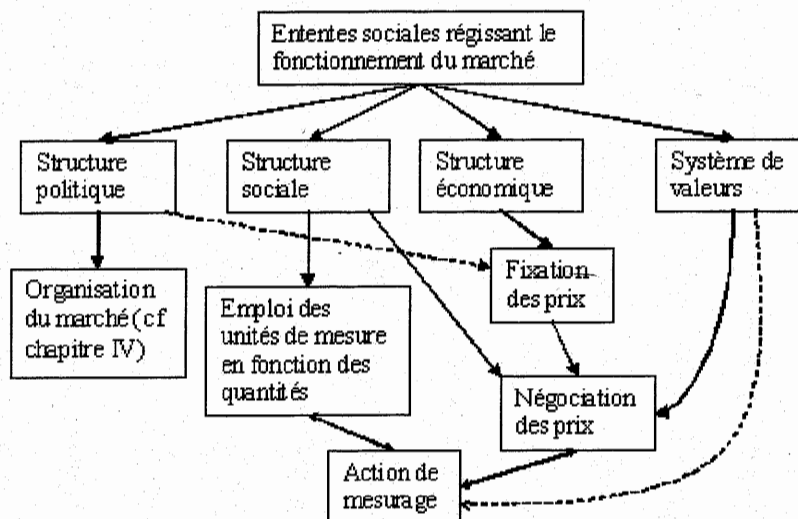 Ententes sociales régissant le
fonctionnement du marché
Structure
politique
Structure
sociale
Structure
économique
Système de
valeurs
Organisation
du marché (cf
chapitre IV)
Emploi des
unités de mesure
en fonction des
quantités
Fixation
des prix
Négociation
des prix
Action de
mesurage